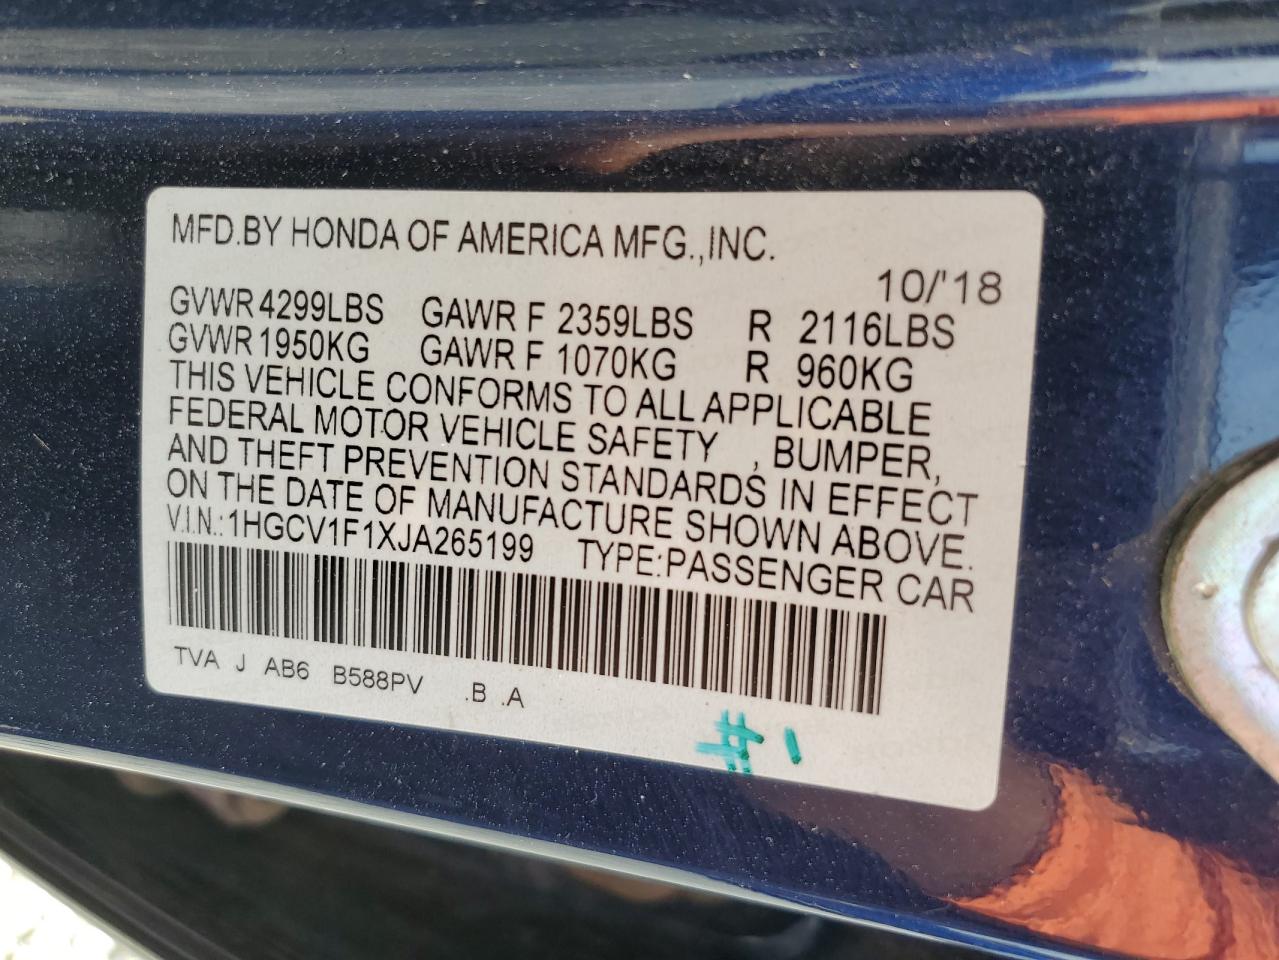 MFD.BY HONDA OF AMERICA MFG.,INC.
10/'18
GVWR 4299LBS GAWR F 2359LBS R 2116LBS
GVWR 1950KG GAWR F 1070KG R 960KG
THIS VEHICLE CONFORMS TO ALL APPLICABLE
FEDERAL MOTOR VEHICLE SAFETY , BUMPER,
AND THEFT PREVENTION STANDARDS IN EFFECT
ON THE DATE OF MANUFACTURE SHOWN ABOVE.
V.I.N.:1HGCV1F1XJA265199 TYPE:PASSENGER CAR
TVA J AB6 B588PV .B .A
#1